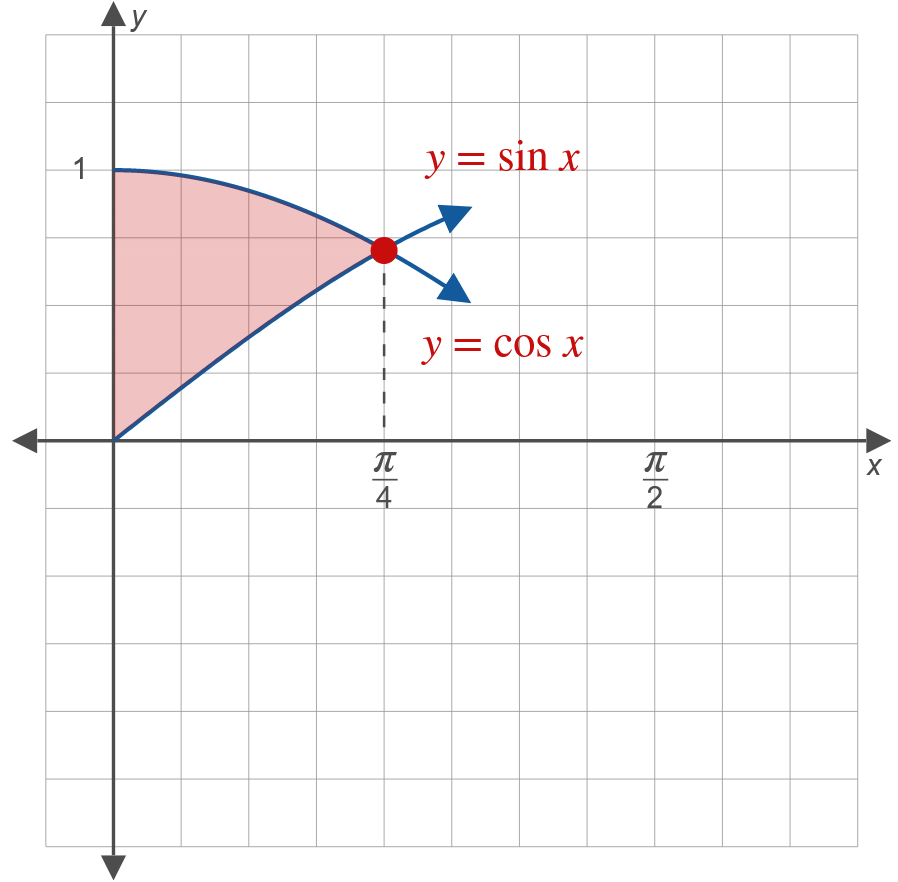 y
1
y = sin x
y = cos x
π/4
π/2
x